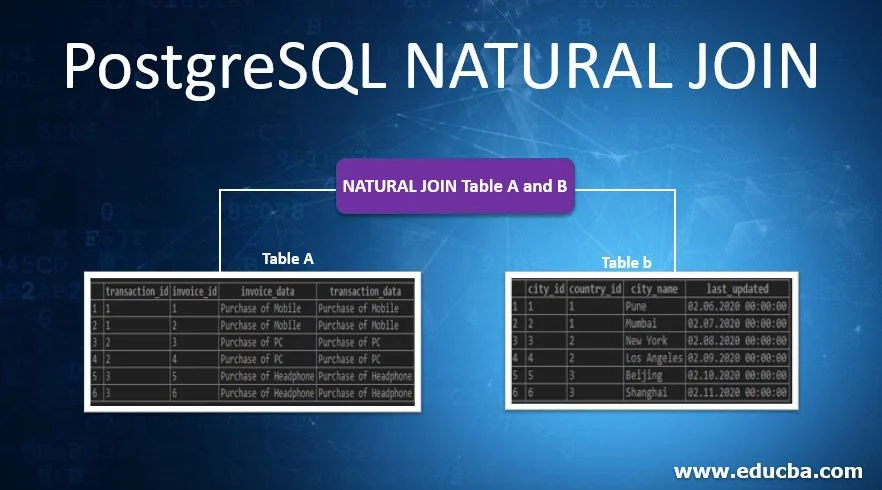 PostgreSQL NATURAL JOIN
NATURAL JOIN Table A and B
Table A
transaction_id invoice_id invoice_data transaction_data
1 1 1 Purchase of Mobile Purchase of Mobile
2 1 2 Purchase of Mobile Purchase of Mobile
3 2 3 Purchase of PC Purchase of PC
4 2 4 Purchase of PC Purchase of PC
5 3 5 Purchase of Headphone Purchase of Headphone
6 3 6 Purchase of Headphone Purchase of Headphone
Table b
city_id country_id city_name last_updated
1 1 1 Pune 02.06.2020 00:00:00
2 2 1 Mumbai 02.07.2020 00:00:00
3 3 2 New York 02.08.2020 00:00:00
4 4 2 Los Angeles 02.09.2020 00:00:00
5 5 3 Beijing 02.10.2020 00:00:00
6 6 3 Shanghai 02.11.2020 00:00:00
www.educba.com